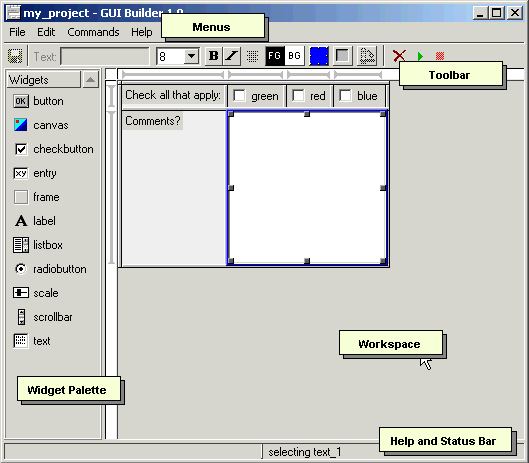 my_project - GUI Builder 1.0
Menus
File Edit Commands Help
Text: 8 B I FG BG
Toolbar
Widgets
OK button
canvas
checkbutton
xy entry
frame
A label
listbox
radiobutton
scale
scrollbar
text
Check all that apply: green red blue
Comments?
Workspace
Widget Palette
Help and Status Bar
selecting text_1